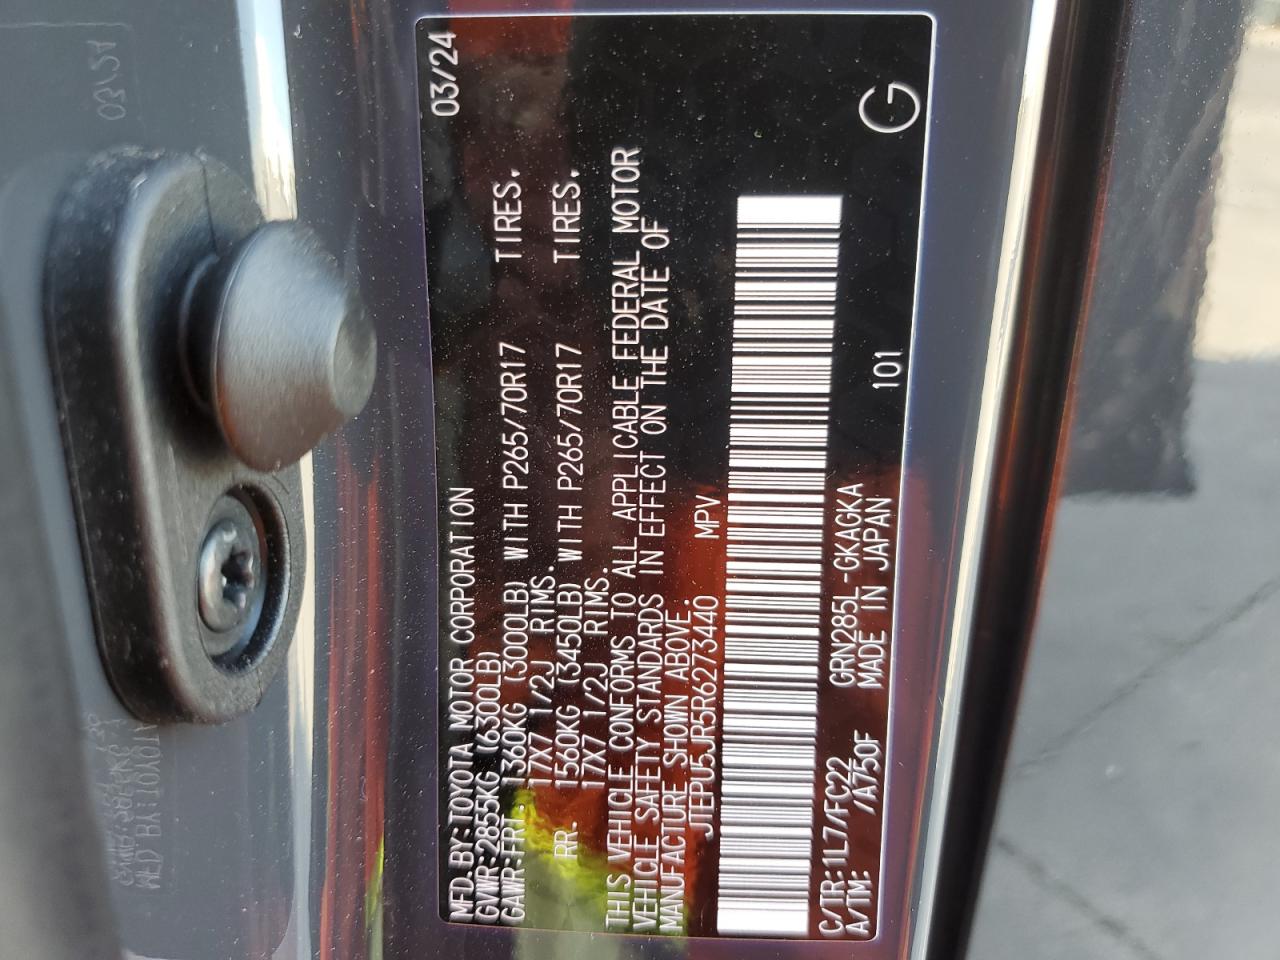 MFD.BY:TOYOTA MOTOR CORPORATION 03/24
GVWR:2855KG (6300LB)
GAWR:FRT. 1360KG (3000LB) WITH P265/70R17 TIRES.
17X7 1/2J RIMS.
RR. 1560KG (3450LB) WITH P265/70R17 TIRES.
17X7 1/2J RIMS.
THIS VEHICLE CONFORMS TO ALL APPLICABLE FEDERAL MOTOR
VEHICLE SAFETY STANDARDS IN EFFECT ON THE DATE OF
MANUFACTURE SHOWN ABOVE.
JTEPU5JR5R6273440 MPV
C/TR:1L7/FC22 GRN285L-GKAGKA 101
A/TM: /A750F MADE IN JAPAN
G